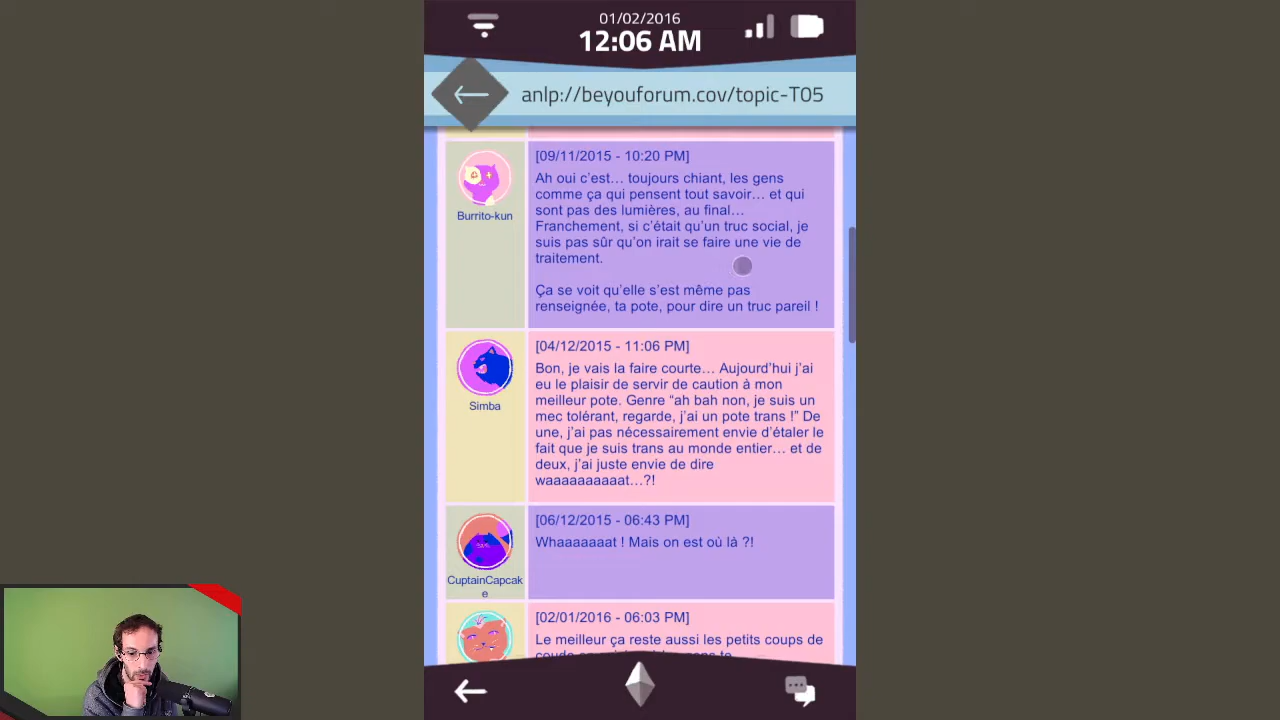 01/02/2016
12:06 AM
anlp://beyouforum.cov/topic-T05
[09/11/2015 - 10:20 PM]
Ah oui c'est… toujours chiant, les gens
comme ça qui pensent tout savoir… et qui
sont pas des lumières, au final…
Franchement, si c'était qu'un truc social, je
suis pas sûr qu'on irait se faire une vie de
traitement.
Ça se voit qu'elle s'est même pas
renseignée, ta pote, pour dire un truc pareil !
Burrito-kun
[04/12/2015 - 11:06 PM]
Bon, je vais la faire courte… Aujourd'hui j'ai
eu le plaisir de servir de caution à mon
meilleur pote. Genre “ah bah non, je suis un
mec tolérant, regarde, j'ai un pote trans !” De
une, j'ai pas nécessairement envie d'étaler le
fait que je suis trans au monde entier… et de
deux, j'ai juste envie de dire
waaaaaaaaaat…?!
Simba
[06/12/2015 - 06:43 PM]
Whaaaaaaat ! Mais on est où là ?!
CuptainCapcak
e
[02/01/2016 - 06:03 PM]
Le meilleur ça reste aussi les petits coups de